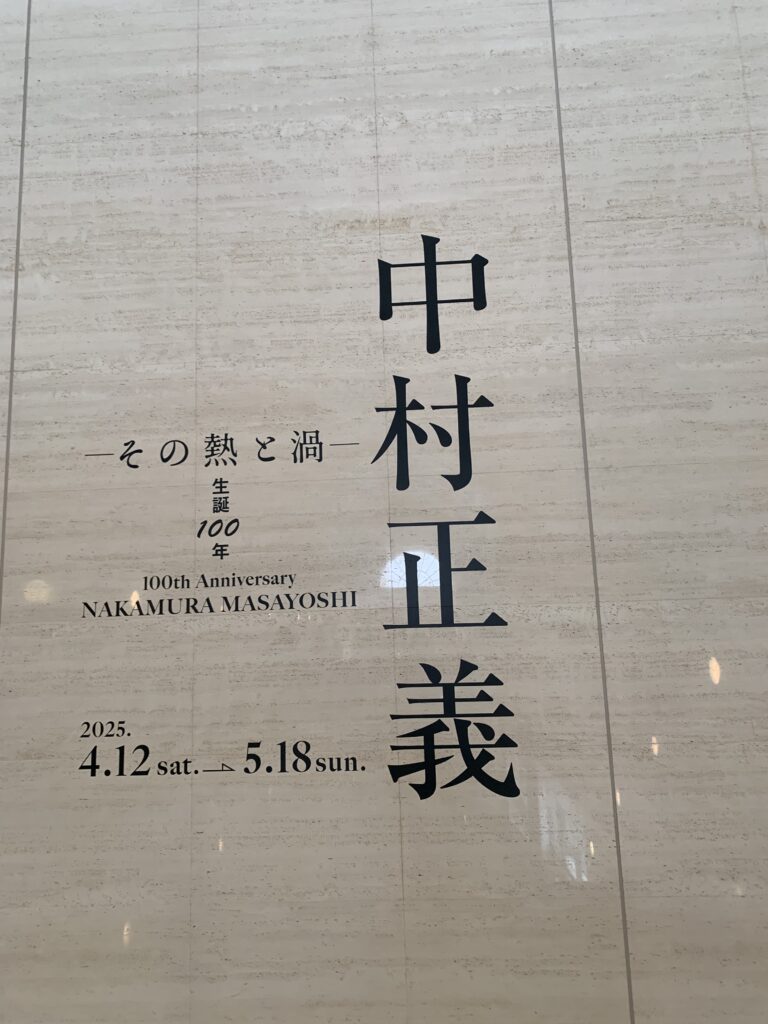 中村正義
—その熱と渦—
生誕
100
年
100th Anniversary
NAKAMURA MASAYOSHI
2025.
4.12 sat. → 5.18 sun.